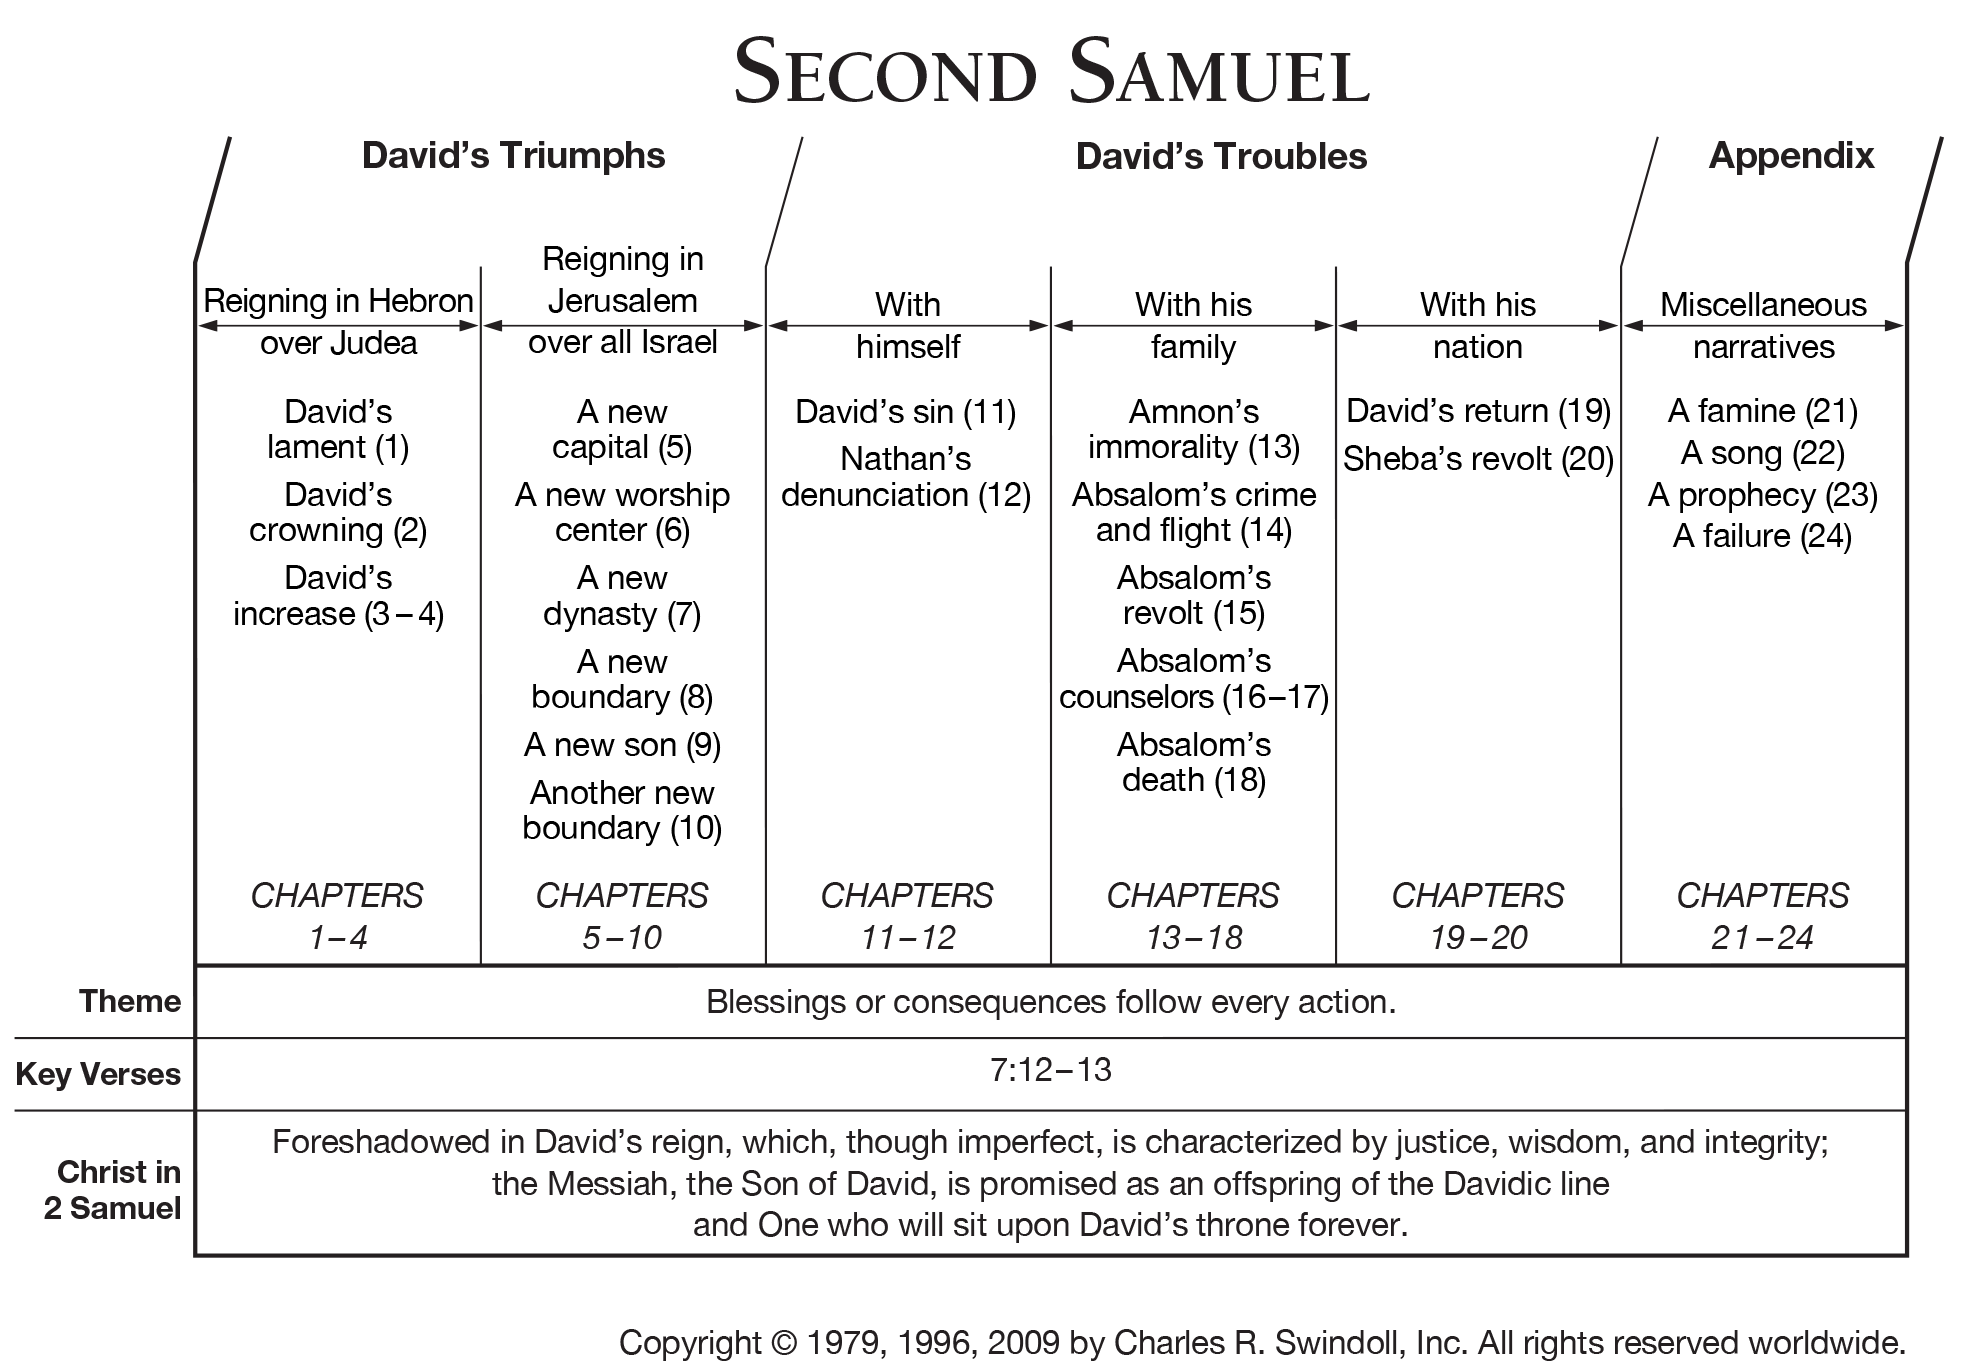 SECOND SAMUEL
David's Triumphs
David's Troubles
Appendix
Reigning in Hebron
over Judea
Reigning in
Jerusalem
over all Israel
With
himself
With his
family
With his
nation
Miscellaneous
narratives
David's
lament (1)
David's
crowning (2)
David's
increase (3–4)
A new
capital (5)
A new worship
center (6)
A new
dynasty (7)
A new
boundary (8)
A new son (9)
Another new
boundary (10)
David's sin (11)
Nathan's
denunciation (12)
Amnon's
immorality (13)
Absalom's crime
and flight (14)
Absalom's
revolt (15)
Absalom's
counselors (16–17)
Absalom's
death (18)
David's return (19)
Sheba's revolt (20)
A famine (21)
A song (22)
A prophecy (23)
A failure (24)
CHAPTERS
1–4
CHAPTERS
5–10
CHAPTERS
11–12
CHAPTERS
13–18
CHAPTERS
19–20
CHAPTERS
21–24
Theme
Blessings or consequences follow every action.
Key Verses
7:12–13
Christ in
2 Samuel
Foreshadowed in David's reign, which, though imperfect, is characterized by justice, wisdom, and integrity;
the Messiah, the Son of David, is promised as an offspring of the Davidic line
and One who will sit upon David's throne forever.
Copyright © 1979, 1996, 2009 by Charles R. Swindoll, Inc. All rights reserved worldwide.